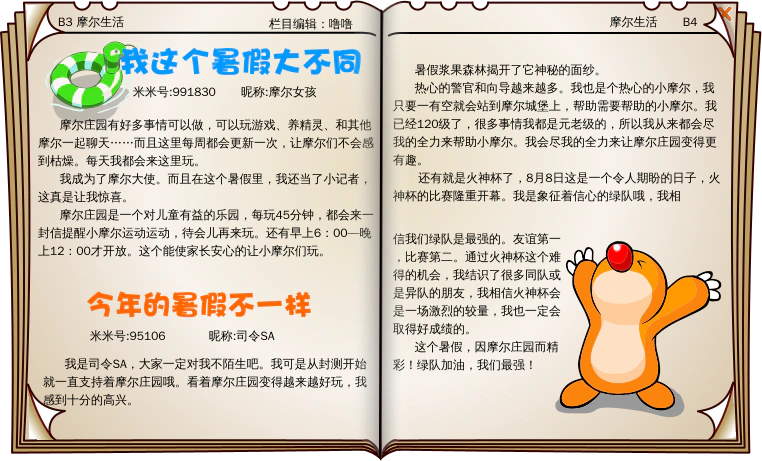 B3 摩尔生活
栏目编辑：噜噜
我这个暑假大不同
米米号:991830 昵称:摩尔女孩
摩尔庄园有好多事情可以做，可以玩游戏、养精灵、和其他
摩尔一起聊天……而且这里每周都会更新一次，让摩尔们不会感
到枯燥。每天我都会来这里玩。
我成为了摩尔大使。而且在这个暑假里，我还当了小记者，
这真是让我惊喜。
摩尔庄园是一个对儿童有益的乐园，每玩45分钟，都会来一
封信提醒小摩尔运动运动，待会儿再来玩。还有早上6：00—晚
上12：00才开放。这个能使家长安心的让小摩尔们玩。
今年的暑假不一样
米米号:95106 昵称:司令SA
我是司令SA，大家一定对我不陌生吧。我可是从封测开始
就一直支持着摩尔庄园哦。看着摩尔庄园变得越来越好玩，我
感到十分的高兴。
摩尔生活 B4
暑假浆果森林揭开了它神秘的面纱。
热心的警官和向导越来越多。我也是个热心的小摩尔，我
只要一有空就会站到摩尔城堡上，帮助需要帮助的小摩尔。我
已经120级了，很多事情我都是元老级的，所以我从来都会尽
我的全力来帮助小摩尔。我会尽我的全力来让摩尔庄园变得更
有趣。
还有就是火神杯了，8月8日这是一个令人期盼的日子，火
神杯的比赛隆重开幕。我是象征着信心的绿队哦，我相
信我们绿队是最强的。友谊第一
，比赛第二。通过火神杯这个难
得的机会，我结识了很多同队或
是异队的朋友，我相信火神杯会
是一场激烈的较量，我也一定会
取得好成绩的。
这个暑假，因摩尔庄园而精
彩！绿队加油，我们最强！